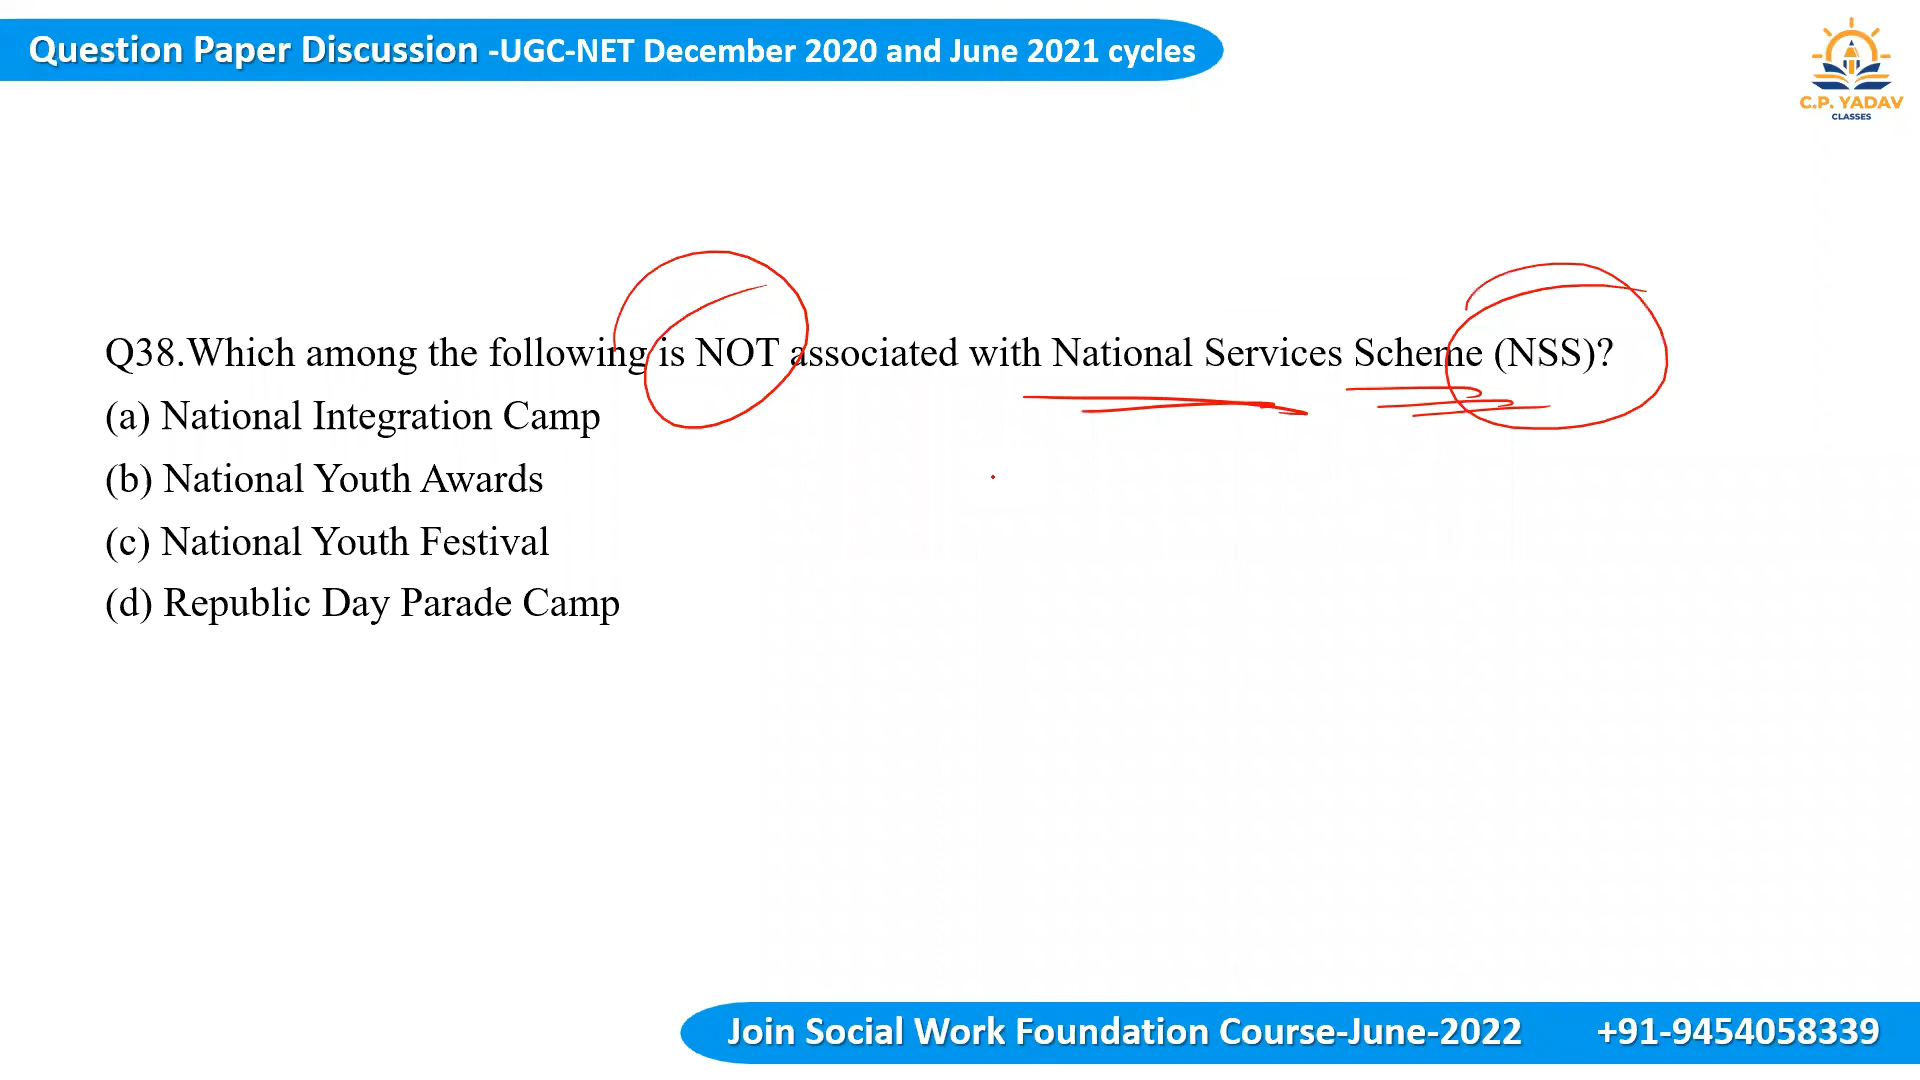 Question Paper Discussion -UGC-NET December 2020 and June 2021 cycles
C.P. YADAV
CLASSES
Q38.Which among the following is NOT associated with National Services Scheme (NSS)?
(a) National Integration Camp
(b) National Youth Awards
(c) National Youth Festival
(d) Republic Day Parade Camp
Join Social Work Foundation Course-June-2022 +91-9454058339